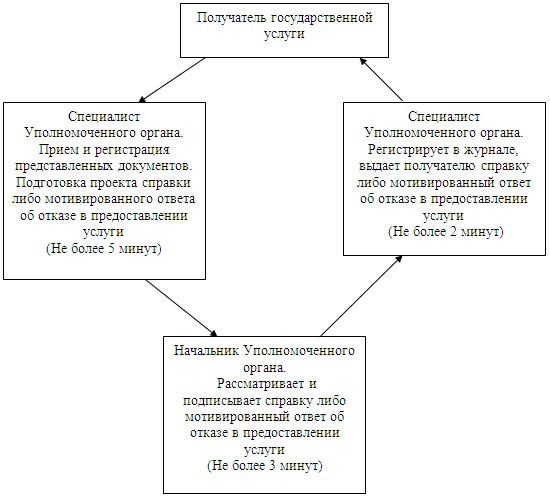 Получатель государственной
услуги
Специалист
Уполномоченного органа.
Прием и регистрация
представленных документов.
Подготовка проекта справки
либо мотивированного ответа
об отказе в предоставлении
услуги
(Не более 5 минут)
Специалист
Уполномоченного органа.
Регистрирует в журнале,
выдает получателю справку
либо мотивированный ответ
об отказе в предоставлении
услуги
(Не более 2 минут)
Начальник Уполномоченного
органа.
Рассматривает и
подписывает справку либо
мотивированный ответ об
отказе в предоставлении
услуги
(Не более 3 минут)